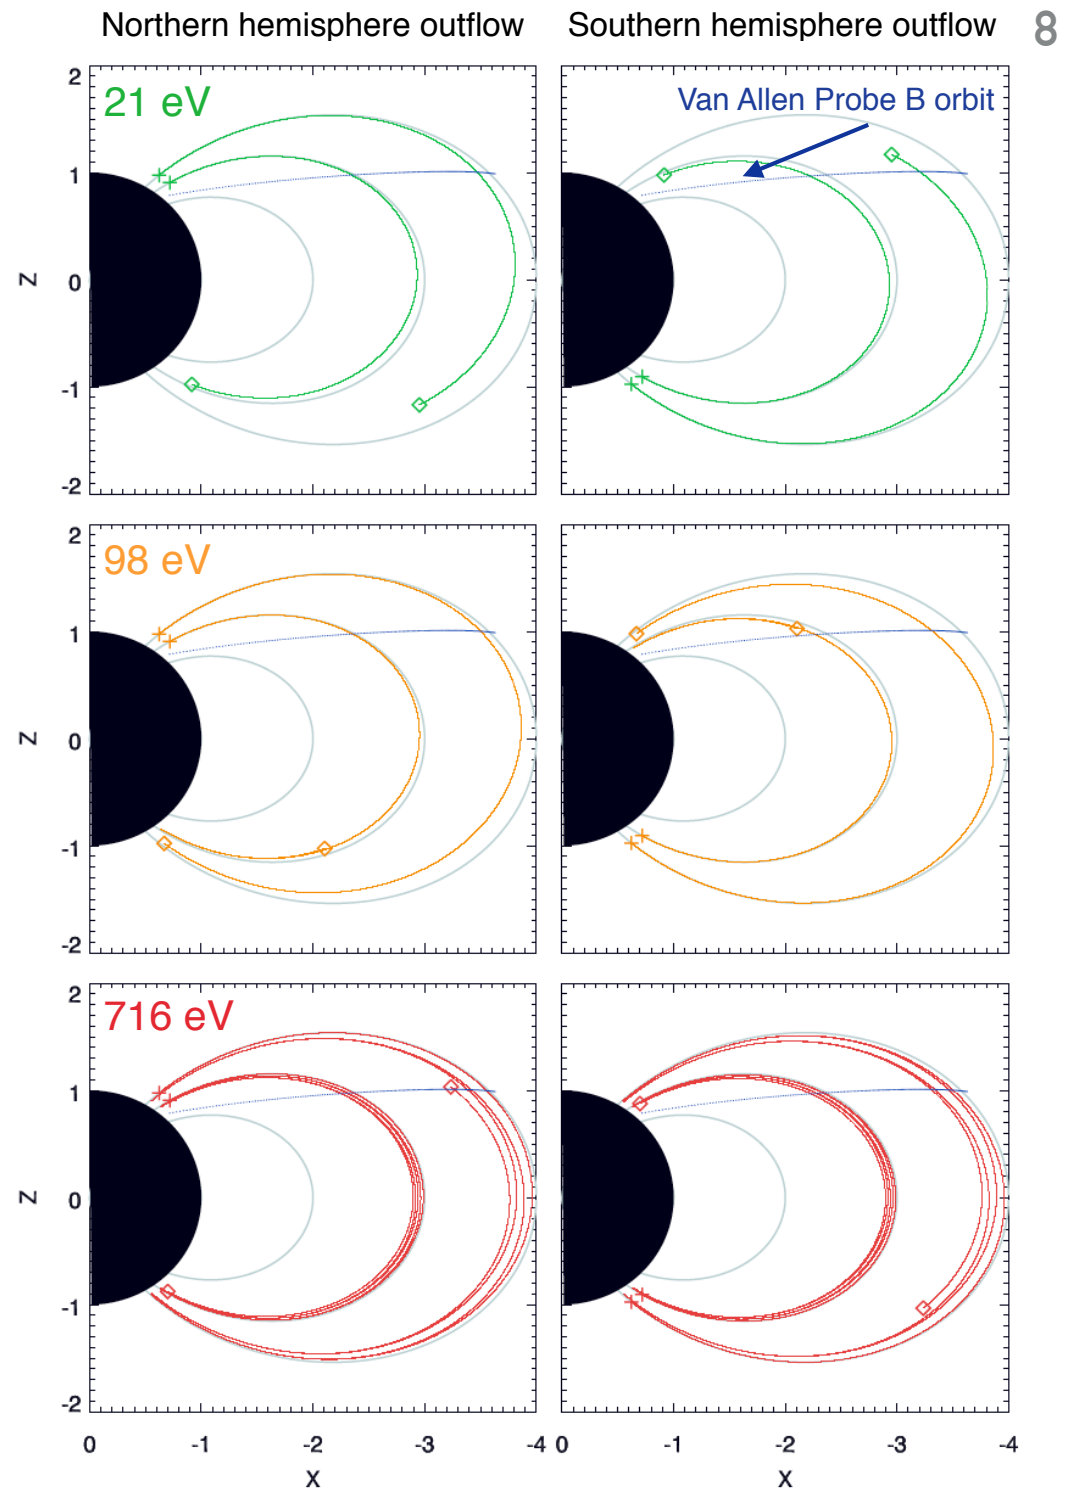 Northern hemisphere outflow Southern hemisphere outflow 8
21 eV
Van Allen Probe B orbit
2
1
0
-1
-2
Z
98 eV
2
1
0
-1
-2
Z
716 eV
2
1
0
-1
-2
Z
0 -1 -2 -3 -4 0 -1 -2 -3 -4
X X